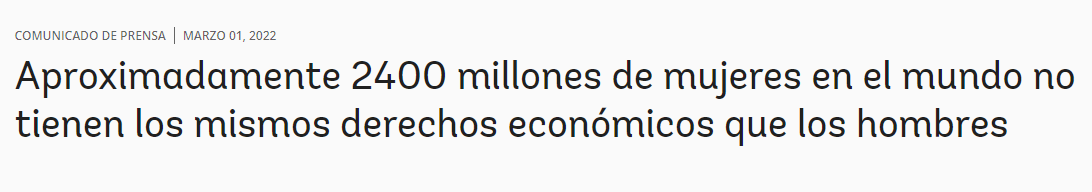 COMUNICADO DE PRENSA | MARZO 01, 2022
Aproximadamente 2400 millones de mujeres en el mundo no
tienen los mismos derechos económicos que los hombres